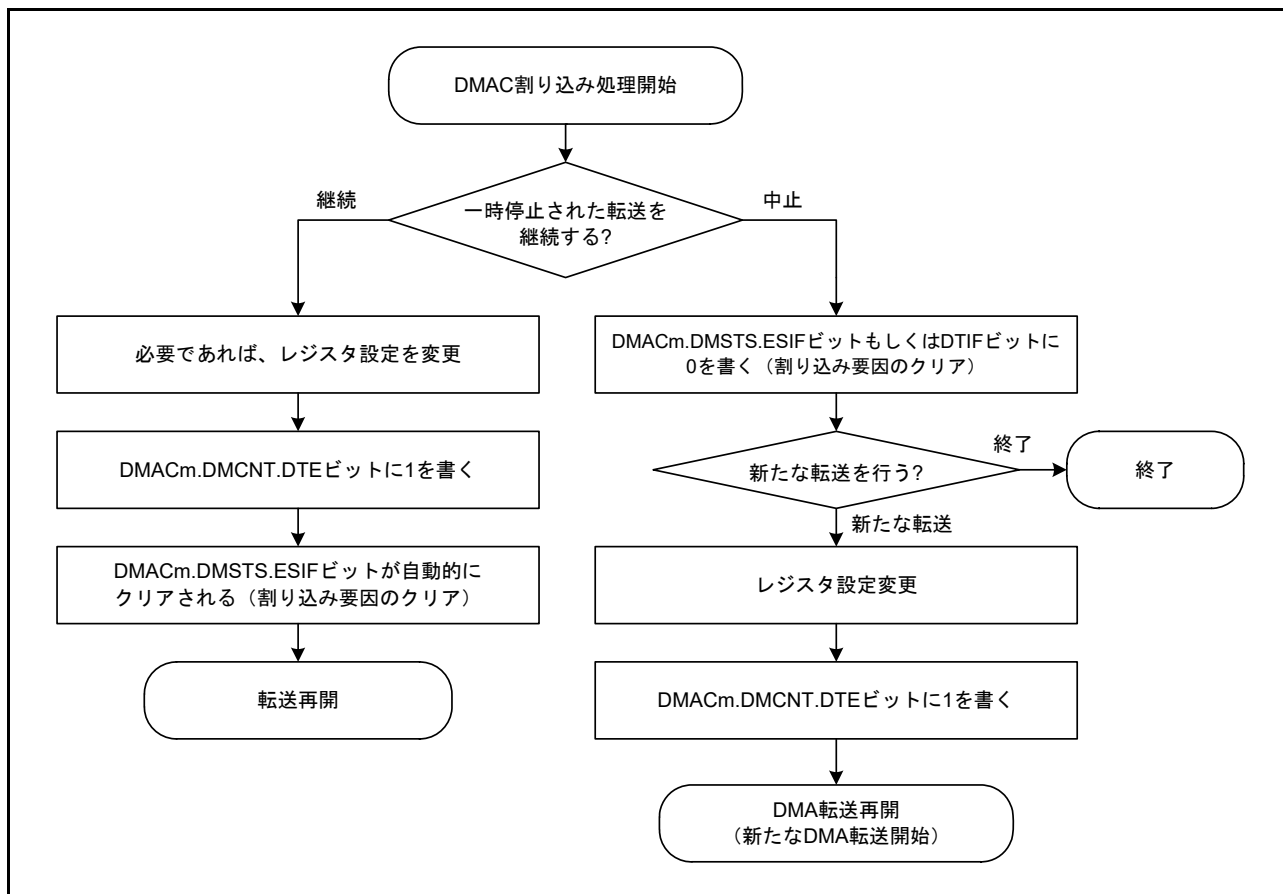 DMAC割り込み処理開始
継続
一時停止された転送を
継続する?
中止
必要であれば、レジスタ設定を変更
DMACm.DMCNT.DTEビットに1を書く
DMACm.DMSTS.ESIFビットが自動的に
クリアされる（割り込み要因のクリア）
転送再開
DMACm.DMSTS.ESIFビットもしくはDTIFビットに
0を書く（割り込み要因のクリア）
新たな転送を行う?
終了
終了
新たな転送
レジスタ設定変更
DMACm.DMCNT.DTEビットに1を書く
DMA転送再開
（新たなDMA転送開始）